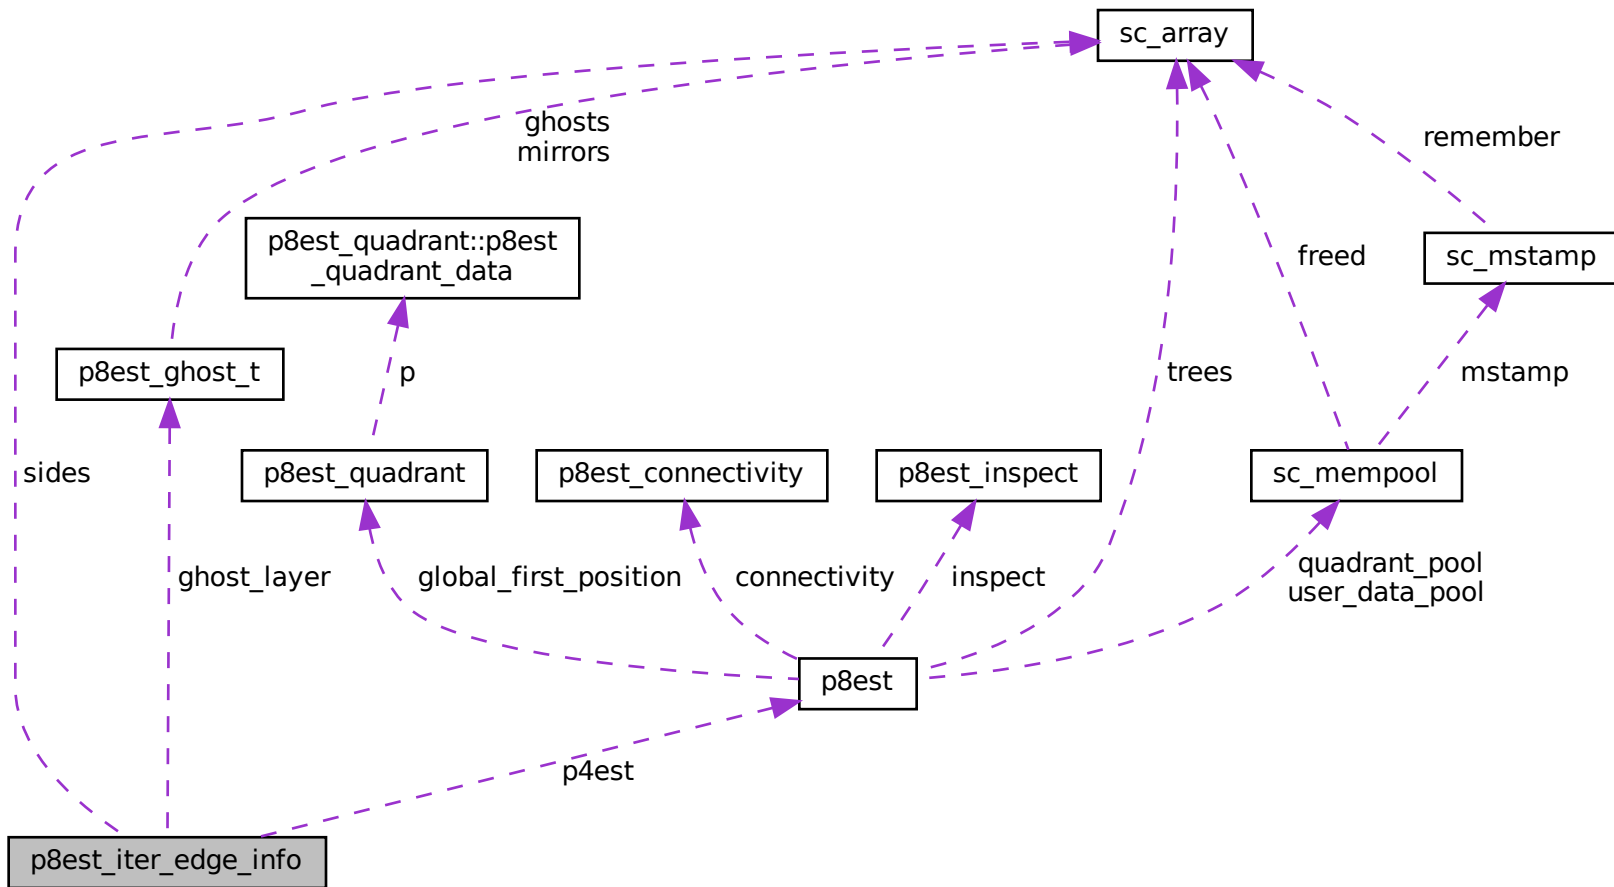 sc_array
ghosts
mirrors
remember
p8est_quadrant::p8est
_quadrant_data
freed
sc_mstamp
p8est_ghost_t
p
trees
mstamp
sides
p8est_quadrant
p8est_connectivity
p8est_inspect
sc_mempool
ghost_layer
global_first_position
connectivity
inspect
quadrant_pool
user_data_pool
p8est
p4est
p8est_iter_edge_info